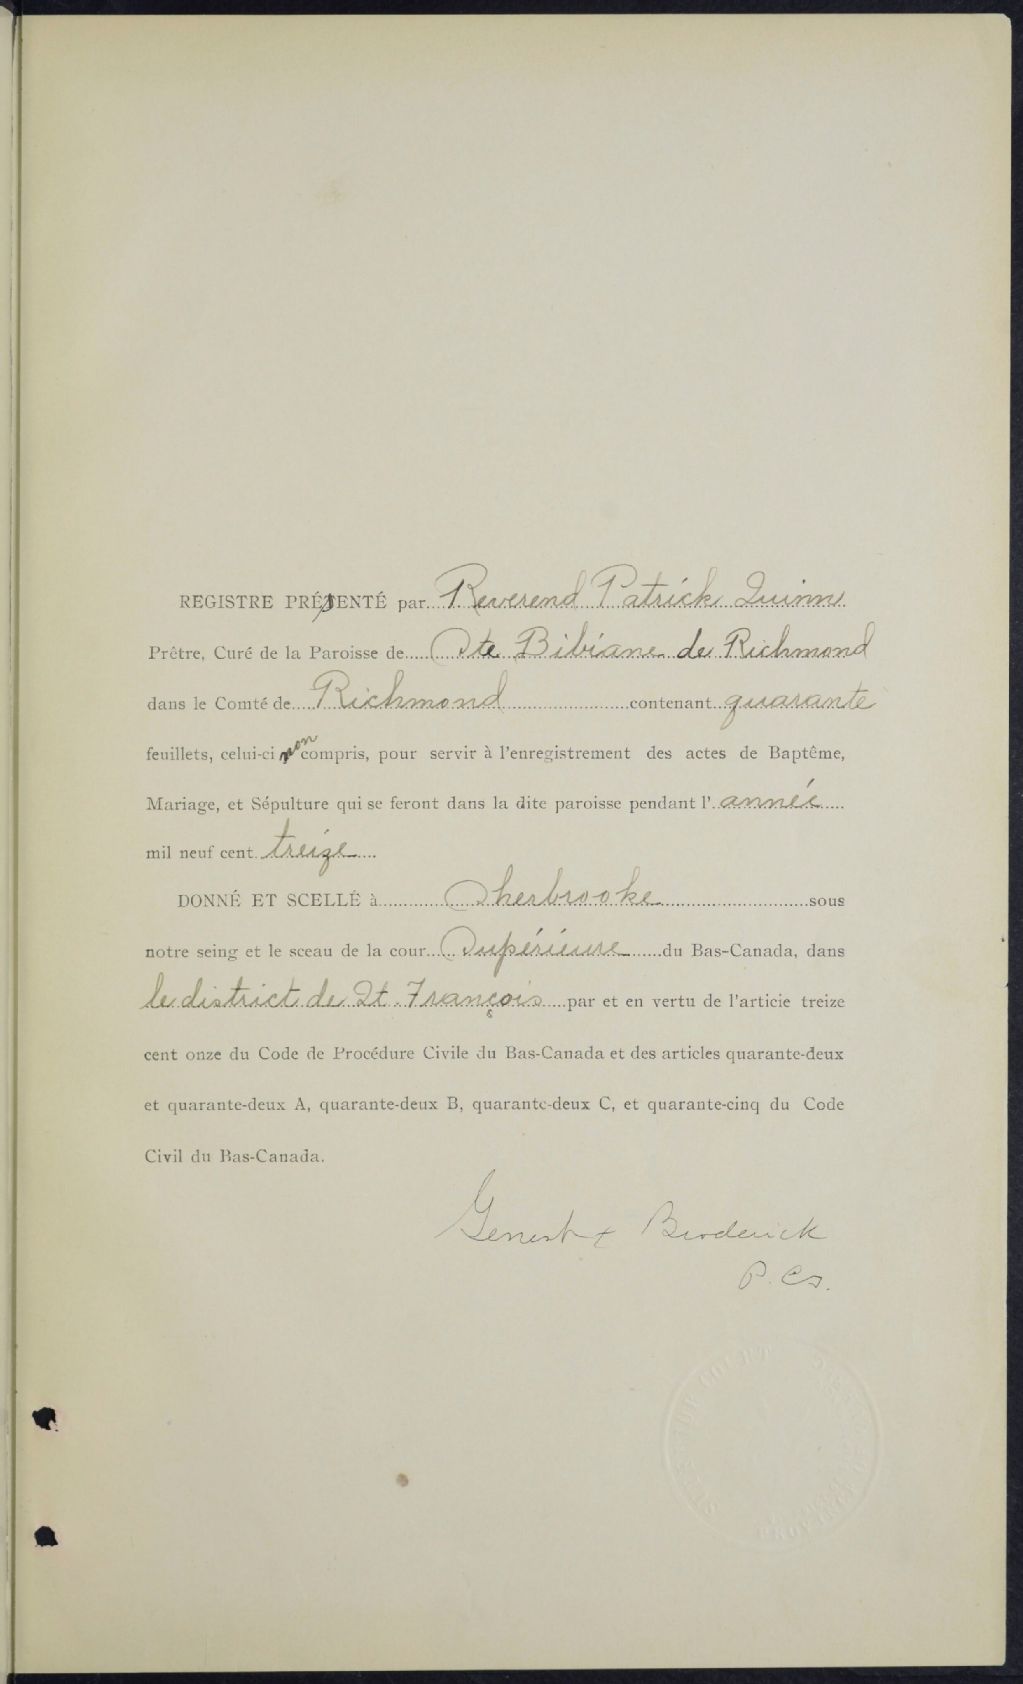 REGISTRE PRÉSENTÉ par Reverend Patrick Quinn
Prêtre, Curé de la Paroisse de Ste Bibiane de Richmond
dans le Comté de Richmond contenant quarante
feuillets, celui-ci non compris, pour servir à l'enregistrement des actes de Baptême,
Mariage, et Sépulture qui se feront dans la dite paroisse pendant l'année
mil neuf cent treize
DONNÉ ET SCELLÉ à Sherbrooke sous
notre seing et le sceau de la cour Supérieure du Bas-Canada, dans
le district de St. François par et en vertu de l'articie treize
cent onze du Code de Procédure Civile du Bas-Canada et des articles quarante-deux
et quarante-deux A, quarante-deux B, quarante-deux C, et quarante-cinq du Code
Civil du Bas-Canada.
Genest & Broderick
P. Cs.